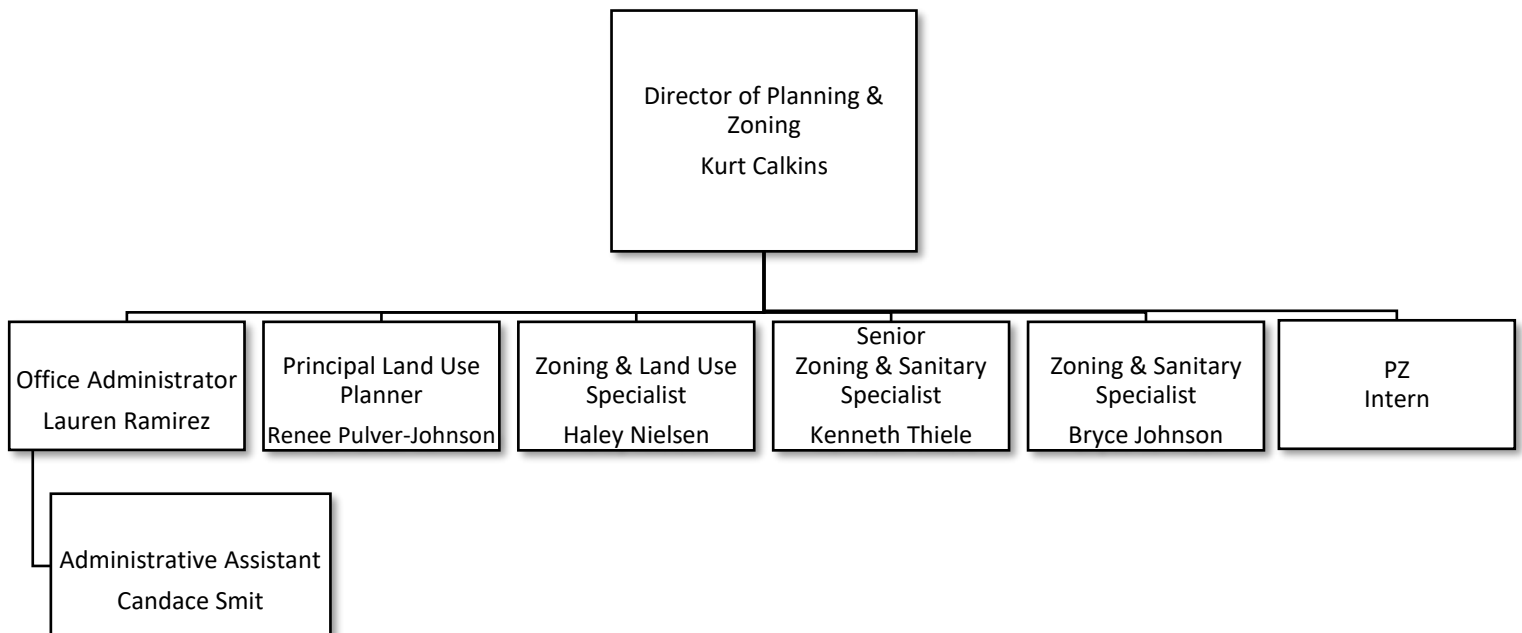 Director of Planning &
Zoning
Kurt Calkins
Office Administrator
Lauren Ramirez
Principal Land Use
Planner
Renee Pulver-Johnson
Zoning & Land Use
Specialist
Haley Nielsen
Senior
Zoning & Sanitary
Specialist
Kenneth Thiele
Zoning & Sanitary
Specialist
Bryce Johnson
PZ
Intern
Administrative Assistant
Candace Smit